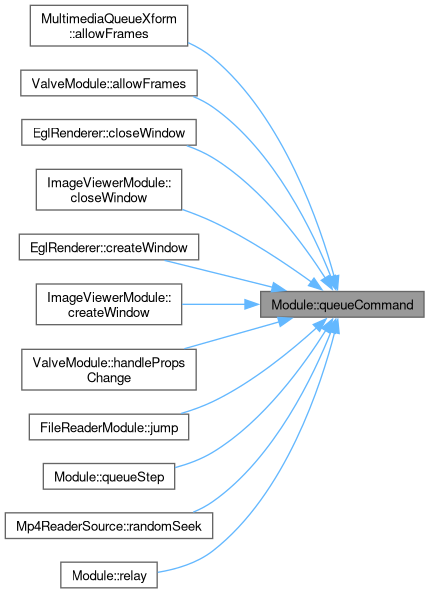 MultimediaQueueXform
::allowFrames
ValveModule::allowFrames
EglRenderer::closeWindow
ImageViewerModule::
closeWindow
EglRenderer::createWindow
ImageViewerModule::
createWindow
Module::queueCommand
ValveModule::handleProps
Change
FileReaderModule::jump
Module::queueStep
Mp4ReaderSource::randomSeek
Module::relay